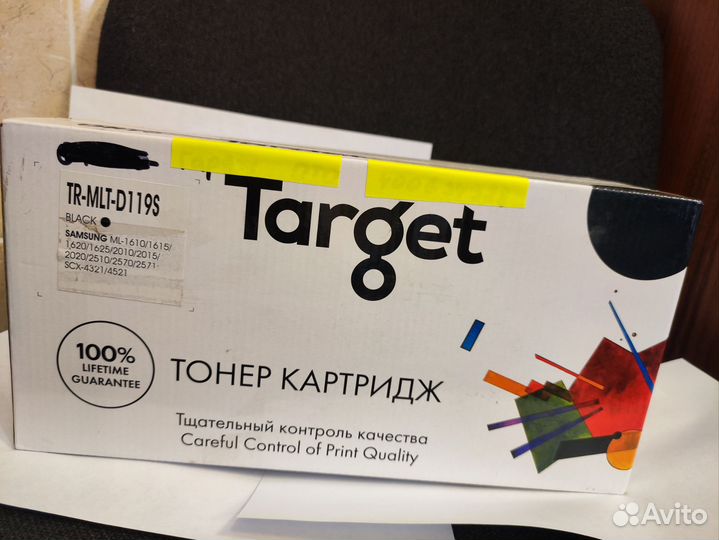 TR-MLT-D119S
BLACK
SAMSUNG ML-1610/1615/
1620/1625/2010/2015/
2020/2510/2570/2571
SCX-4321/4521
Target
100%
LIFETIME
GUARANTEE
ТОНЕР КАРТРИДЖ
Тщательный контроль качества
Careful Control of Print Quality
Avito